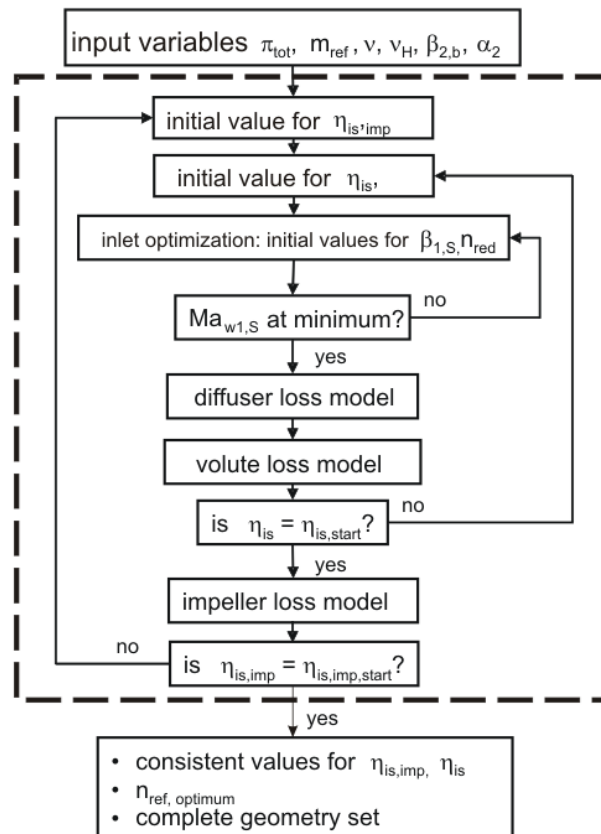 input variables π_tot, m_ref, ν, ν_H, β_2,b, α_2
initial value for η_is,imp
initial value for η_is,
inlet optimization: initial values for β_1,S, n_red
no
Ma_w1,S at minimum?
yes
diffuser loss model
volute loss model
no
is η_is = η_is,start?
yes
impeller loss model
no
is η_is,imp = η_is,imp,start?
yes
• consistent values for η_is,imp, η_is
• n_ref, optimum
• complete geometry set